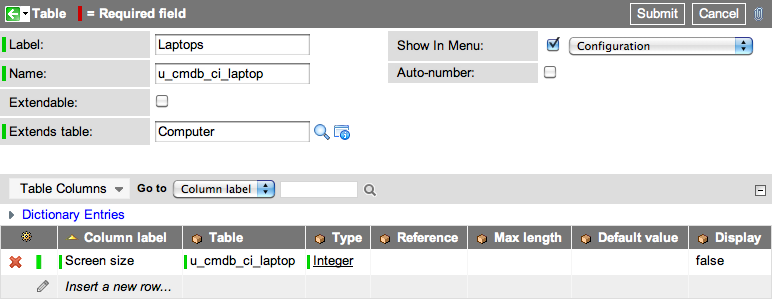 Table = Required field Submit Cancel
Label: Laptops Show In Menu: Configuration
Name: u_cmdb_ci_laptop Auto-number:
Extendable:
Extends table: Computer
Table Columns Go to Column label
Dictionary Entries
Column label Table Type Reference Max length Default value Display
Screen size u_cmdb_ci_laptop Integer false
Insert a new row...